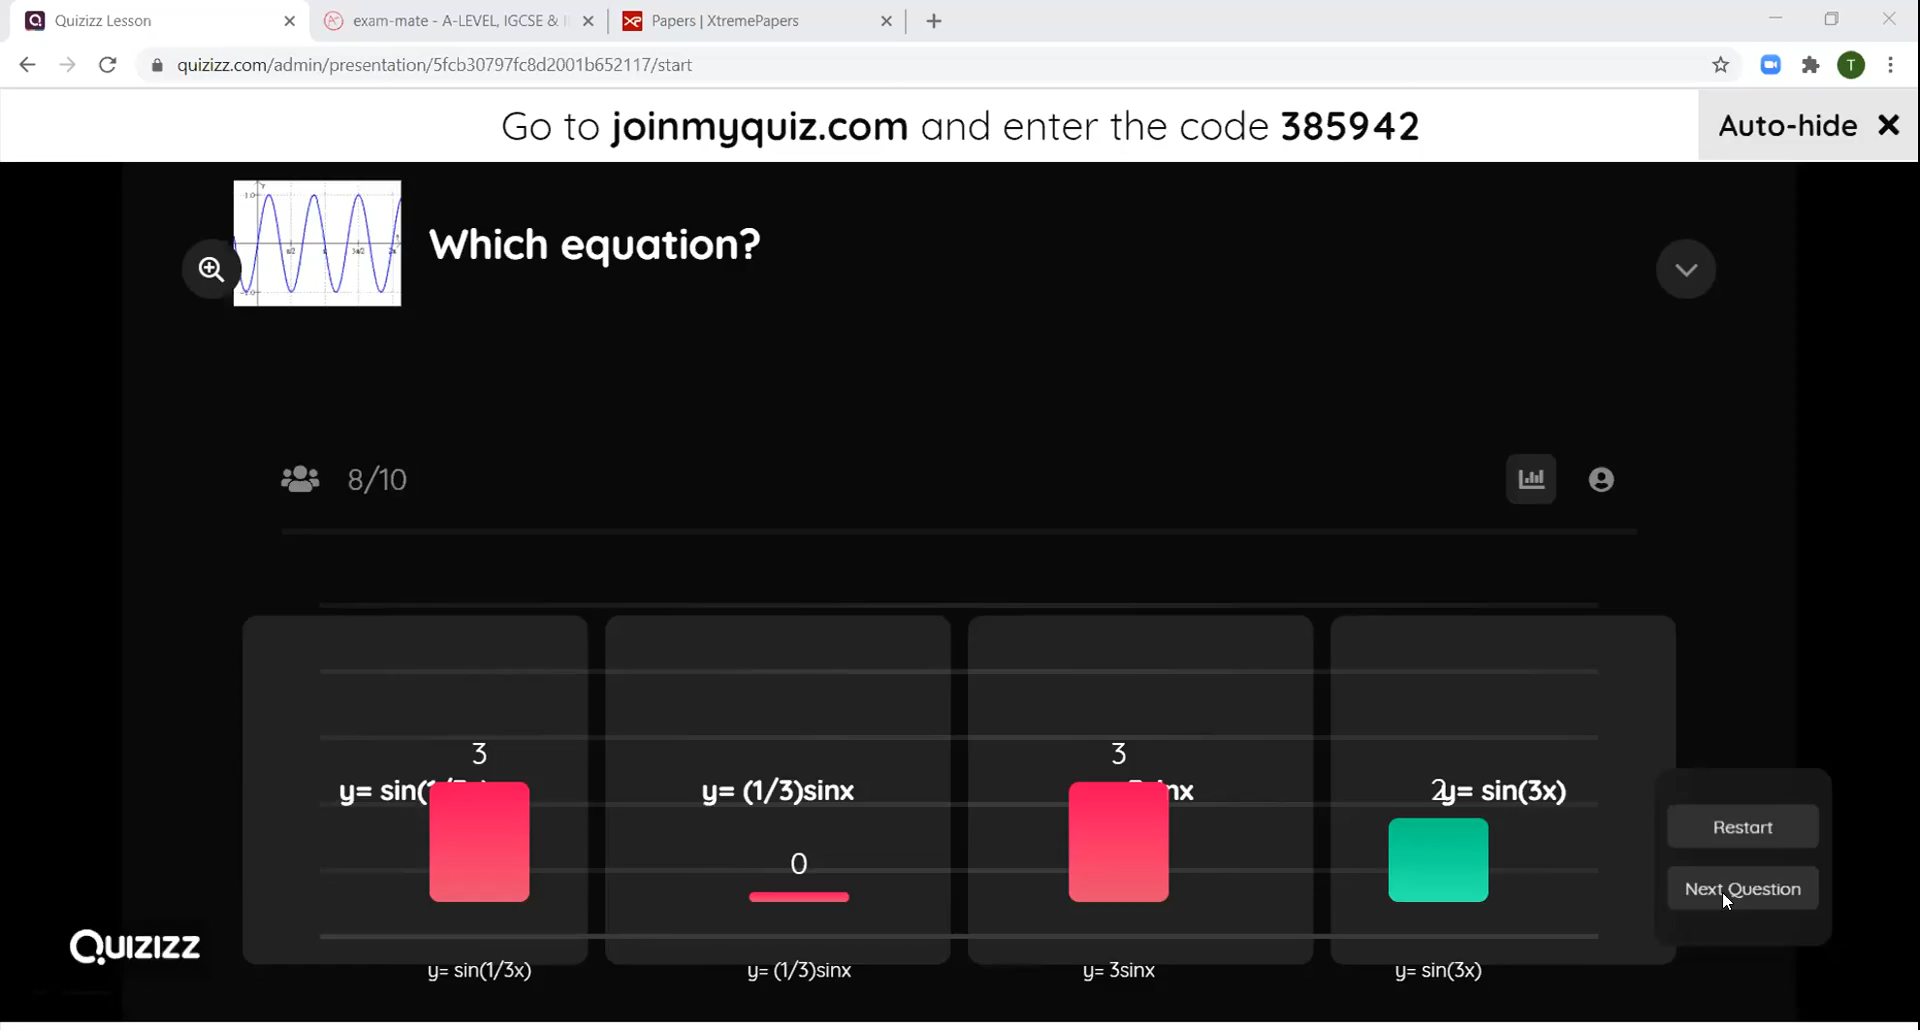 Quizizz Lesson
exam-mate - A-LEVEL, IGCSE &
Papers | XtremePapers
quizizz.com/admin/presentation/5fcb30797fc8d2001b652117/start
T
Go to joinmyquiz.com and enter the code 385942
Auto-hide
Which equation?
8/10
3
0
3
2
y= sin(
y= (1/3)sinx
nx
y= sin(3x)
Restart
Next Question
Quizizz
y= sin(1/3x)
y= (1/3)sinx
y= 3sinx
y= sin(3x)